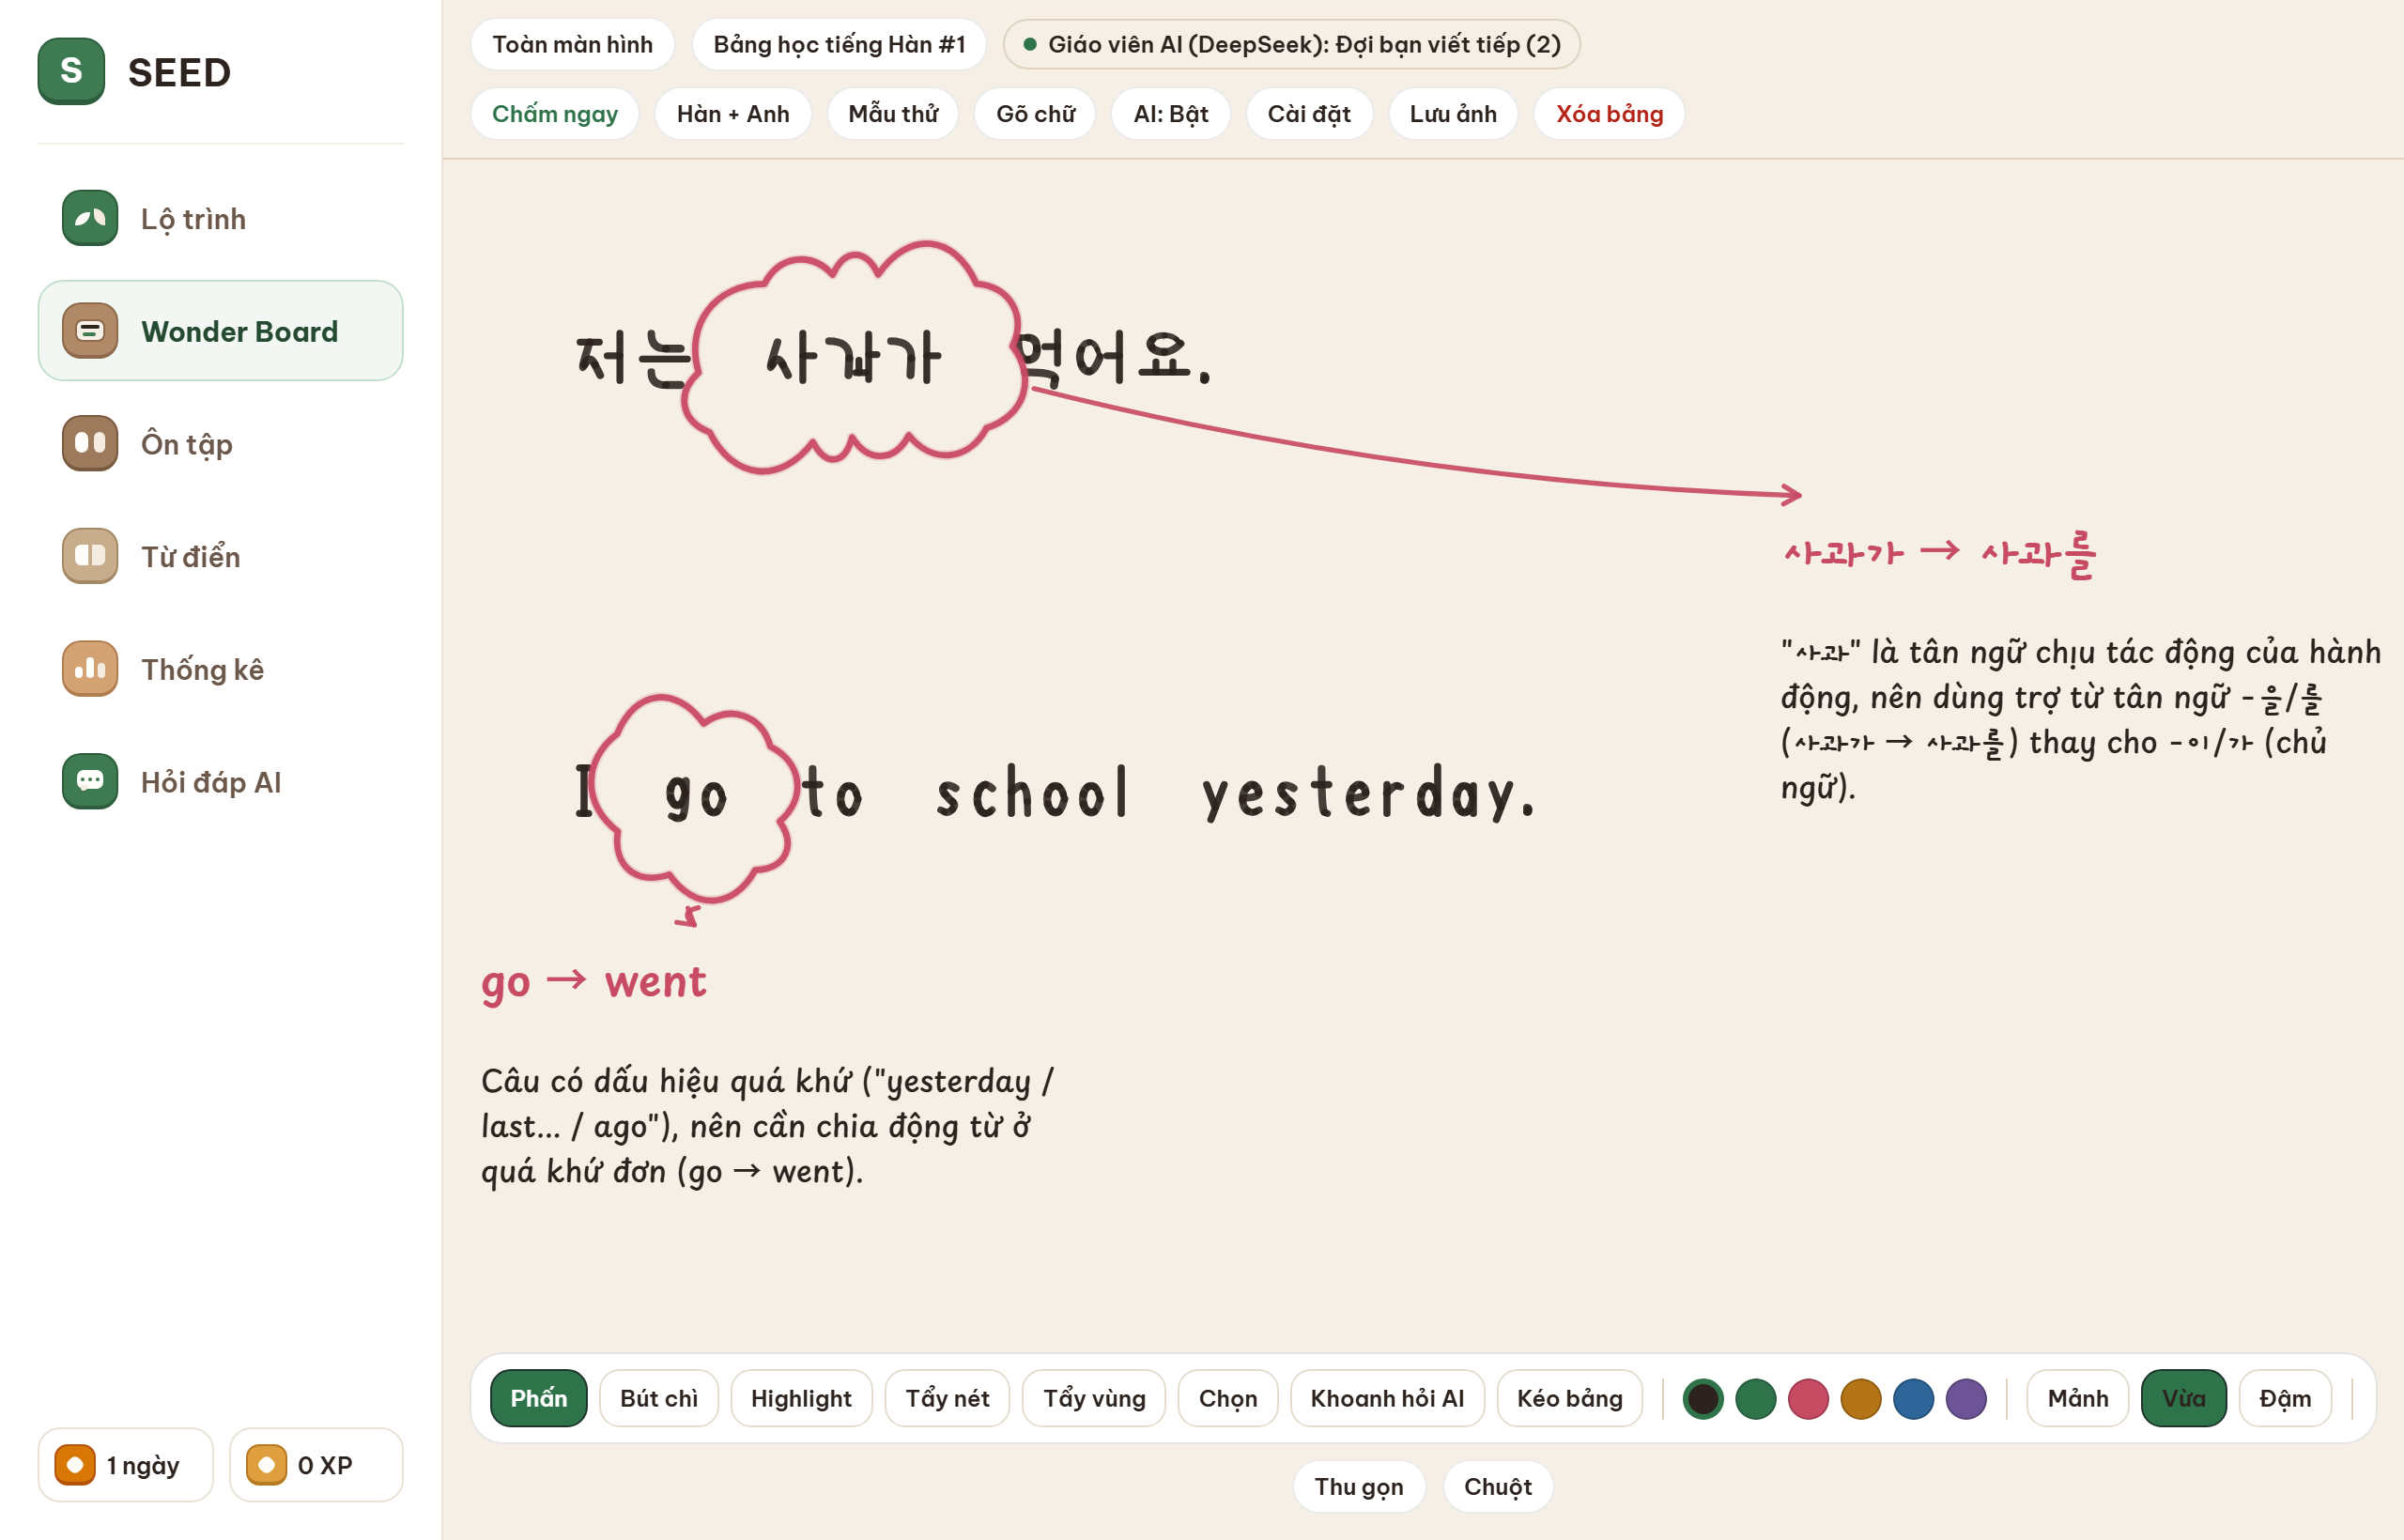 S SEED
Lộ trình
Wonder Board
Ôn tập
Từ điển
Thống kê
Hỏi đáp AI
1 ngày
0 XP
Toàn màn hình
Bảng học tiếng Hàn #1
Giáo viên AI (DeepSeek): Đợi bạn viết tiếp (2)
Chấm ngay
Hàn + Anh
Mẫu thử
Gõ chữ
AI: Bật
Cài đặt
Lưu ảnh
Xóa bảng
저는 사과가 먹어요.
사과가 → 사과를
"사과" là tân ngữ chịu tác động của hành
động, nên dùng trợ từ tân ngữ -을/를
(사과가 → 사과를) thay cho -이/가 (chủ
ngữ).
I go to school yesterday.
go → went
Câu có dấu hiệu quá khứ ("yesterday /
last... / ago"), nên cần chia động từ ở
quá khứ đơn (go → went).
Phấn
Bút chì
Highlight
Tẩy nét
Tẩy vùng
Chọn
Khoanh hỏi AI
Kéo bảng
Mảnh
Vừa
Đậm
Thu gọn
Chuột